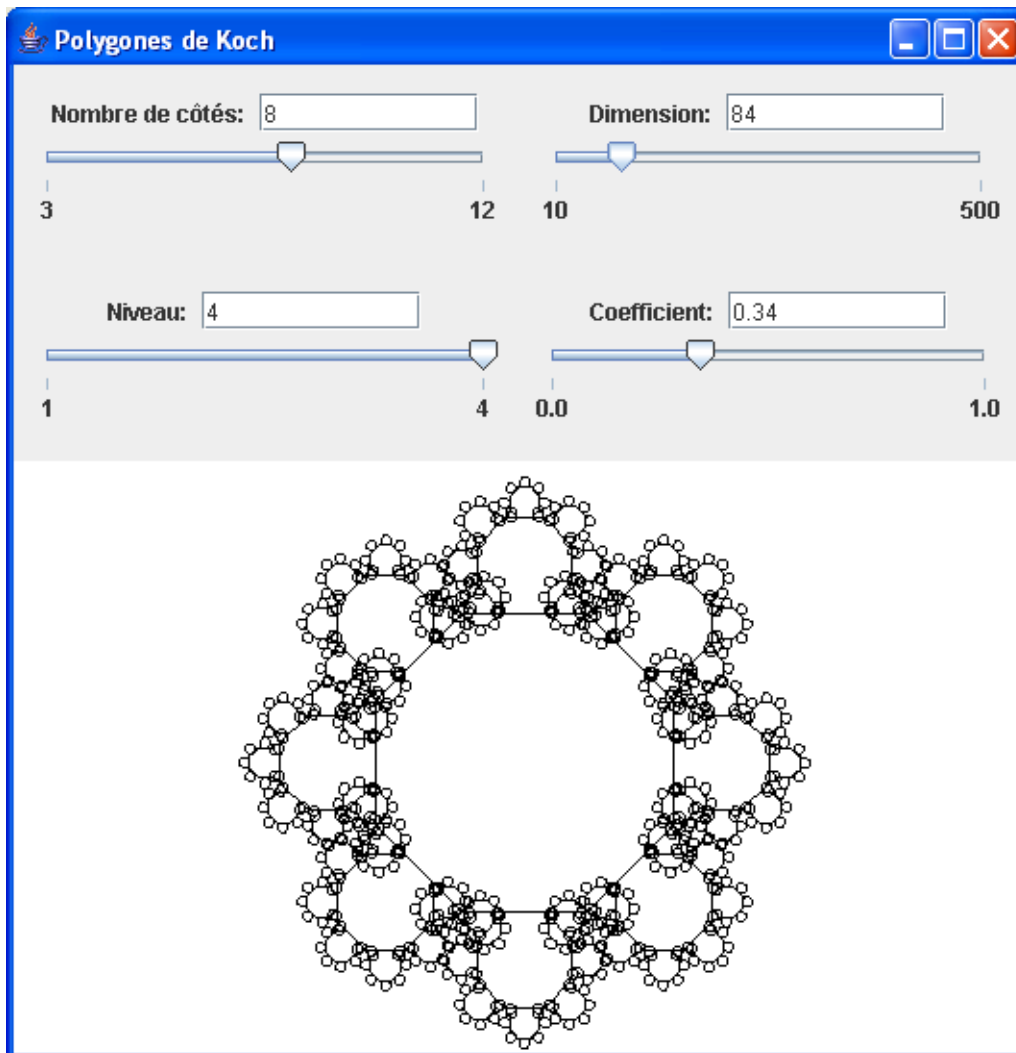 Polygones de Koch
Nombre de côtés: 8
Dimension: 84
3 12
10 500
Niveau: 4
Coefficient: 0.34
1 4
0.0 1.0